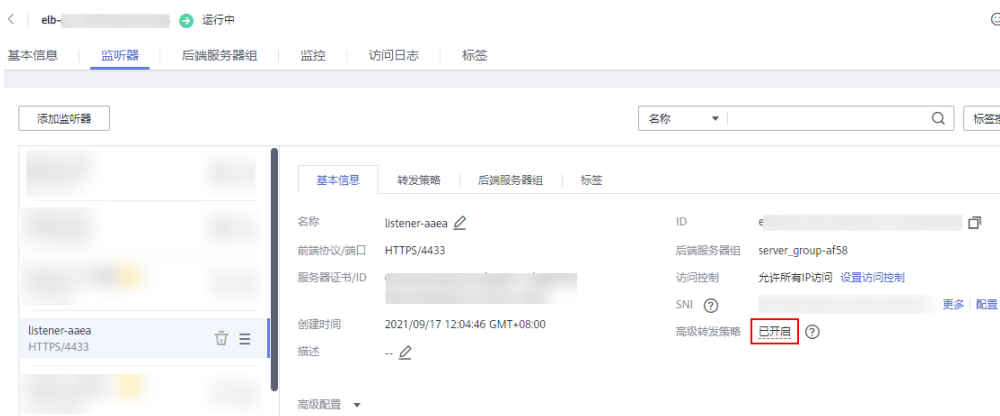 elb- 运行中
基本信息 监听器 后端服务器组 监控 访问日志 标签
添加监听器 名称
基本信息 转发策略 后端服务器组 标签
名称 listener-aaea ID e
前端协议/端口 HTTPS/4433 后端服务器组 server_group-af58
服务器证书/ID 访问控制 允许所有IP访问 设置访问控制
SNI 更多 配置
listener-aaea
HTTPS/4433
创建时间 2021/09/17 12:04:46 GMT+08:00 高级转发策略 已开启
描述 --
高级配置